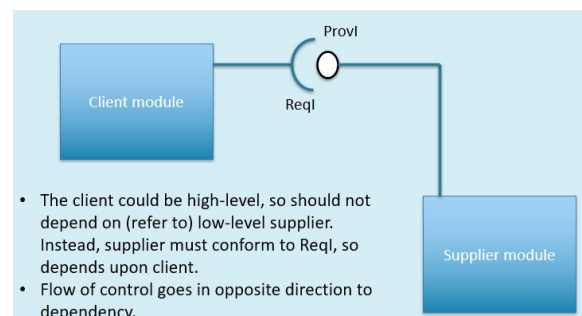 ProvI
Client module
ReqI
• The client could be high-level, so should not
depend on (refer to) low-level supplier.
Instead, supplier must conform to ReqI, so
depends upon client.
• Flow of control goes in opposite direction to
dependency.
Supplier module